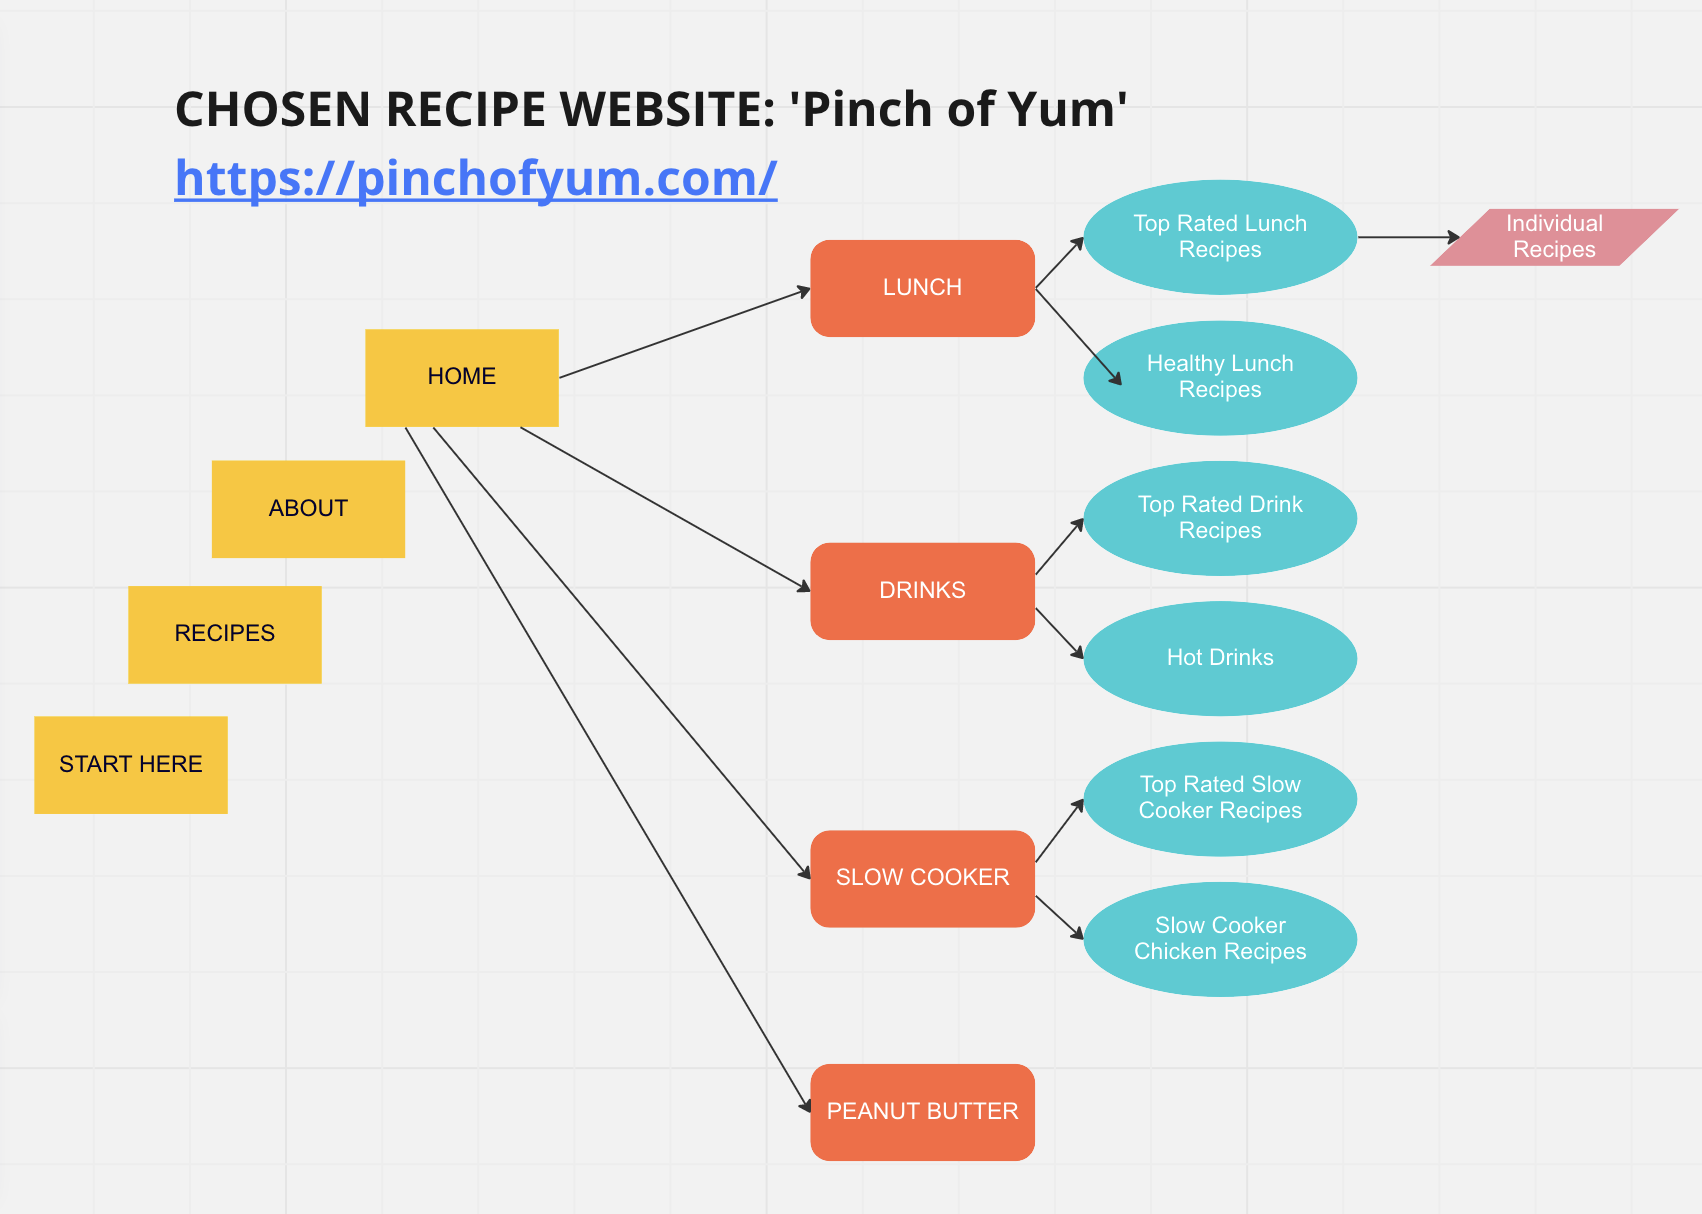 CHOSEN RECIPE WEBSITE: 'Pinch of Yum'
https://pinchofyum.com/
HOME
ABOUT
RECIPES
START HERE
LUNCH
DRINKS
SLOW COOKER
PEANUT BUTTER
Top Rated Lunch
Recipes
Healthy Lunch
Recipes
Top Rated Drink
Recipes
Hot Drinks
Top Rated Slow
Cooker Recipes
Slow Cooker
Chicken Recipes
Individual
Recipes